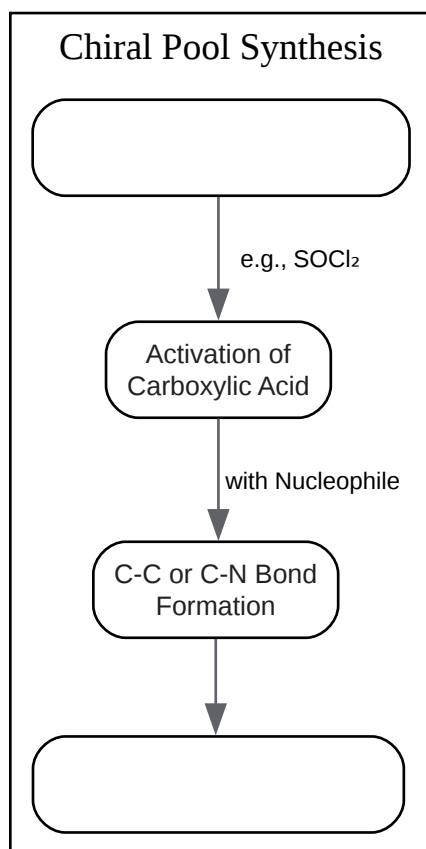 Chiral Pool Synthesis
e.g., SOCl₂
Activation of
Carboxylic Acid
with Nucleophile
C-C or C-N Bond
Formation